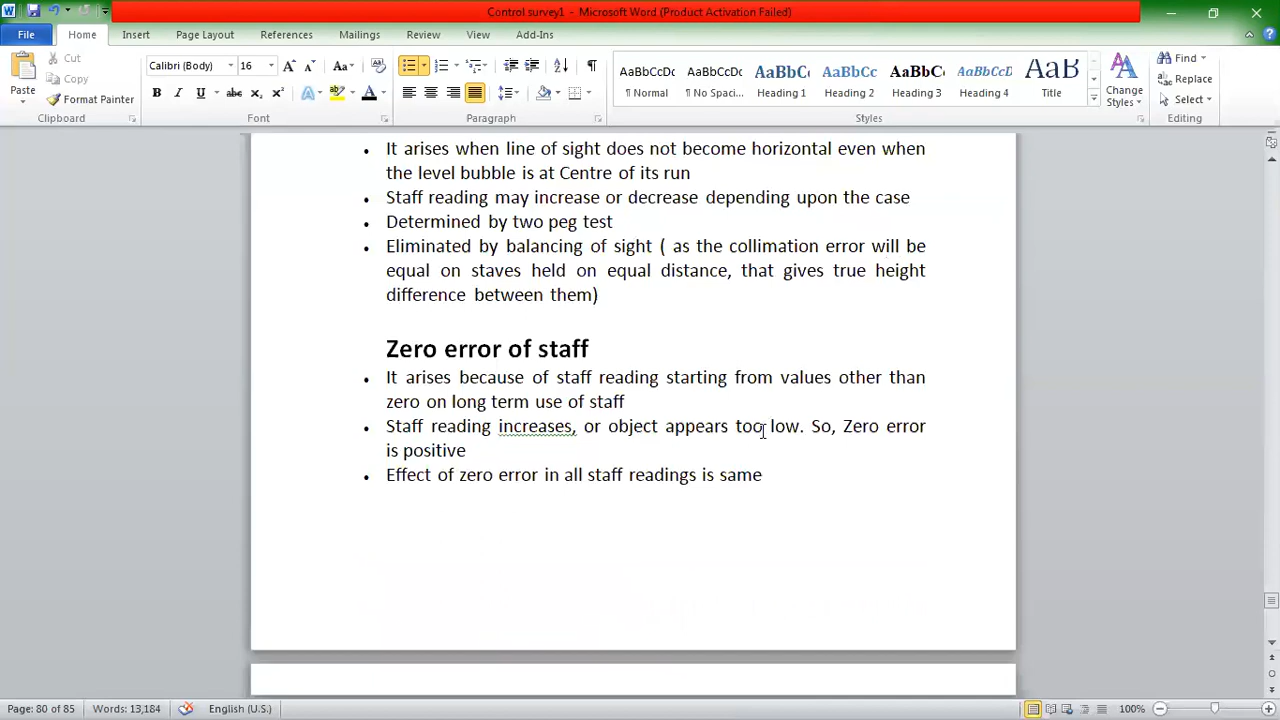 Control survey1 - Microsoft Word (Product Activation Failed)
File Home Insert Page Layout References Mailings Review View Add-Ins
Paste
Cut
Copy
Format Painter
Clipboard
Calibri (Body) 16
Font
Paragraph
AaBbCcDc AaBbCcDc AaBbCc AaBbCc AaBbCc AaBbCcDc AaB
¶ Normal ¶ No Spaci... Heading 1 Heading 2 Heading 3 Heading 4 Title
Change Styles
Styles
Find
Replace
Select
Editing
• It arises when line of sight does not become horizontal even when
the level bubble is at Centre of its run
• Staff reading may increase or decrease depending upon the case
• Determined by two peg test
• Eliminated by balancing of sight ( as the collimation error will be
equal on staves held on equal distance, that gives true height
difference between them)
Zero error of staff
• It arises because of staff reading starting from values other than
zero on long term use of staff
• Staff reading increases, or object appears too low. So, Zero error
is positive
• Effect of zero error in all staff readings is same
Page: 80 of 85 Words: 13,184 English (U.S.) 100%